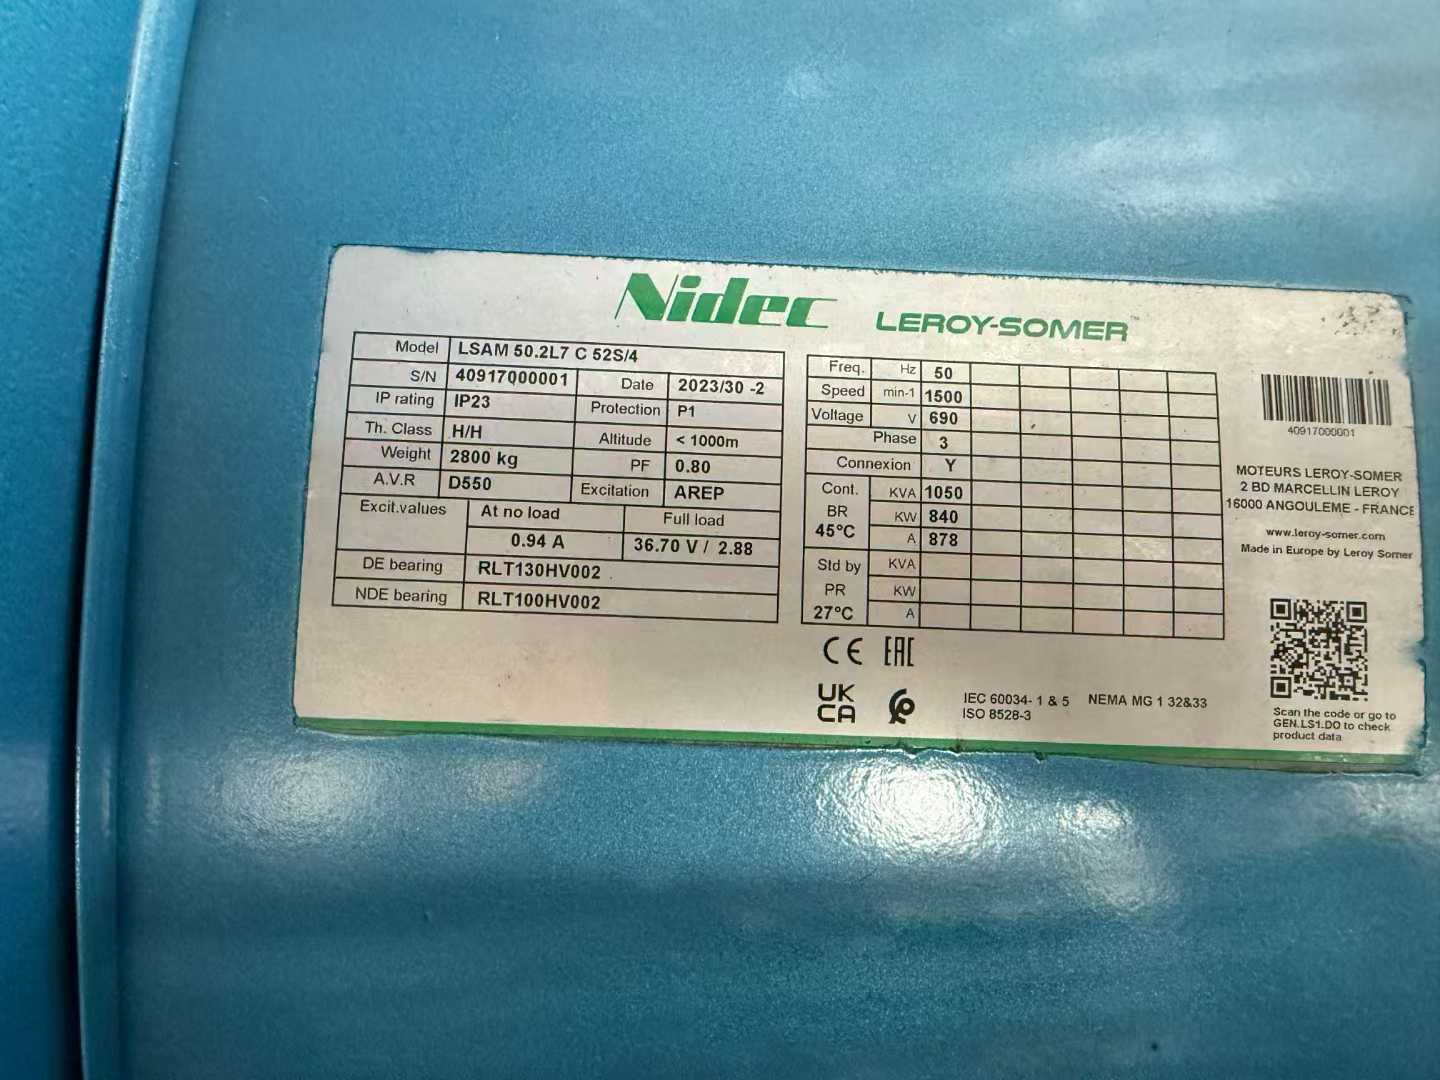 Nidec LEROY-SOMER™
Model LSAM 50.2L7 C 52S/4
S/N 40917000001 Date 2023/30 -2
IP rating IP23 Protection P1
Th. Class H/H Altitude < 1000m
Weight 2800 kg PF 0.80
A.V.R D550 Excitation AREP
Excit.values At no load Full load
0.94 A 36.70 V / 2.88
DE bearing RLT130HV002
NDE bearing RLT100HV002
Freq. Hz 50
Speed min-1 1500
Voltage V 690
Phase 3
Connexion Y
Cont. KVA 1050
BR KW 840
45°C A 878
Std by KVA
PR KW
27°C A
CE EAC
UK
CA
IEC 60034- 1 & 5 NEMA MG 1 32&33
ISO 8528-3
40917000001
MOTEURS LEROY-SOMER
2 BD MARCELLIN LEROY
16000 ANGOULEME - FRANCE
www.leroy-somer.com
Made in Europe by Leroy Somer
Scan the code or go to
GEN.LS1.DO to check
product data